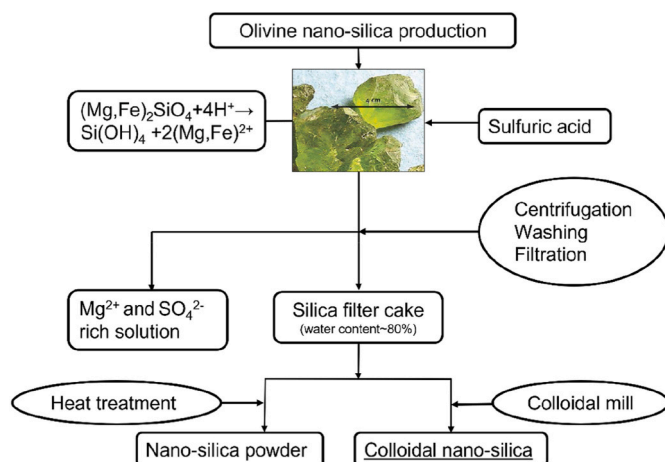 Olivine nano-silica production
(Mg,Fe)₂SiO₄+4H⁺→
Si(OH)₄ +2(Mg,Fe)²⁺
4 cm
Sulfuric acid
Centrifugation
Washing
Filtration
Mg²⁺ and SO₄²⁻
rich solution
Silica filter cake
(water content~80%)
Heat treatment
Colloidal mill
Nano-silica powder
Colloidal nano-silica